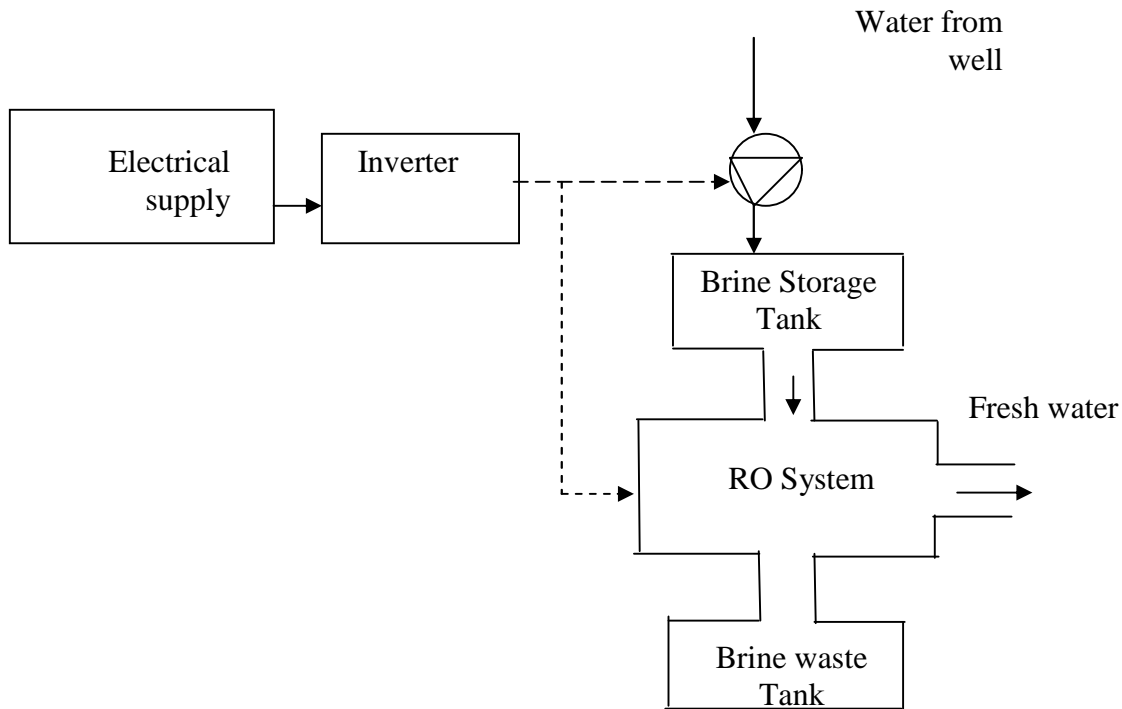 Water from
well
Electrical
supply
Inverter
Brine Storage
Tank
Fresh water
RO System
Brine waste
Tank